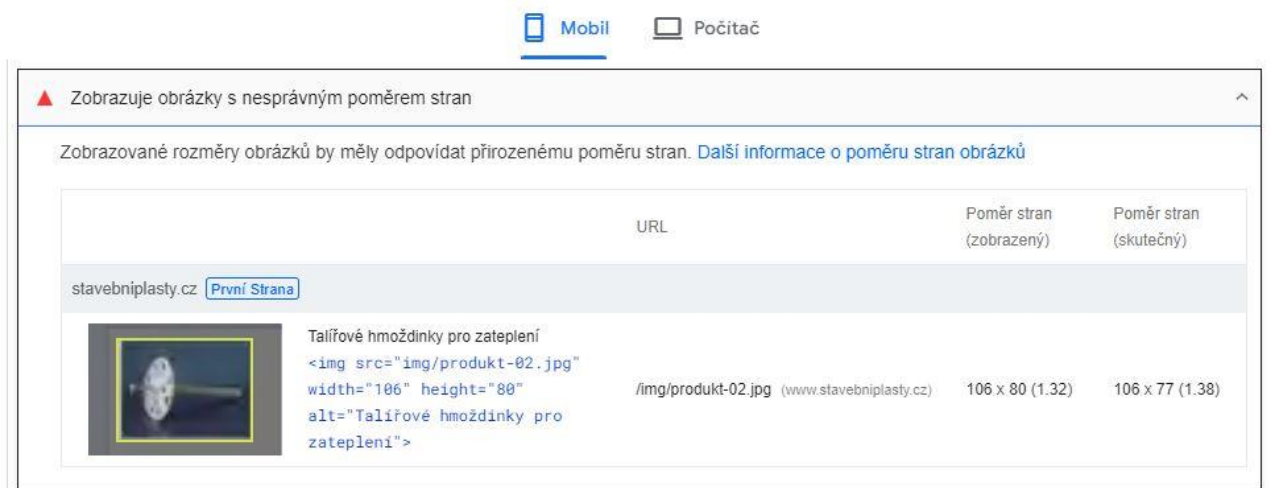 Mobil
Počítač
Zobrazuje obrázky s nesprávným poměrem stran
Zobrazované rozměry obrázků by měly odpovídat přirozenému poměru stran. Další informace o poměru stran obrázků
URL
Poměr stran
(zobrazený)
Poměr stran
(skutečný)
stavebniplasty.cz První Strana
Talířové hmoždinky pro zateplení
<img src="img/produkt-02.jpg"
width="106" height="80"
alt="Talířové hmoždinky pro
zateplení">
/img/produkt-02.jpg (www.stavebniplasty.cz)
106 x 80 (1.32)
106 x 77 (1.38)